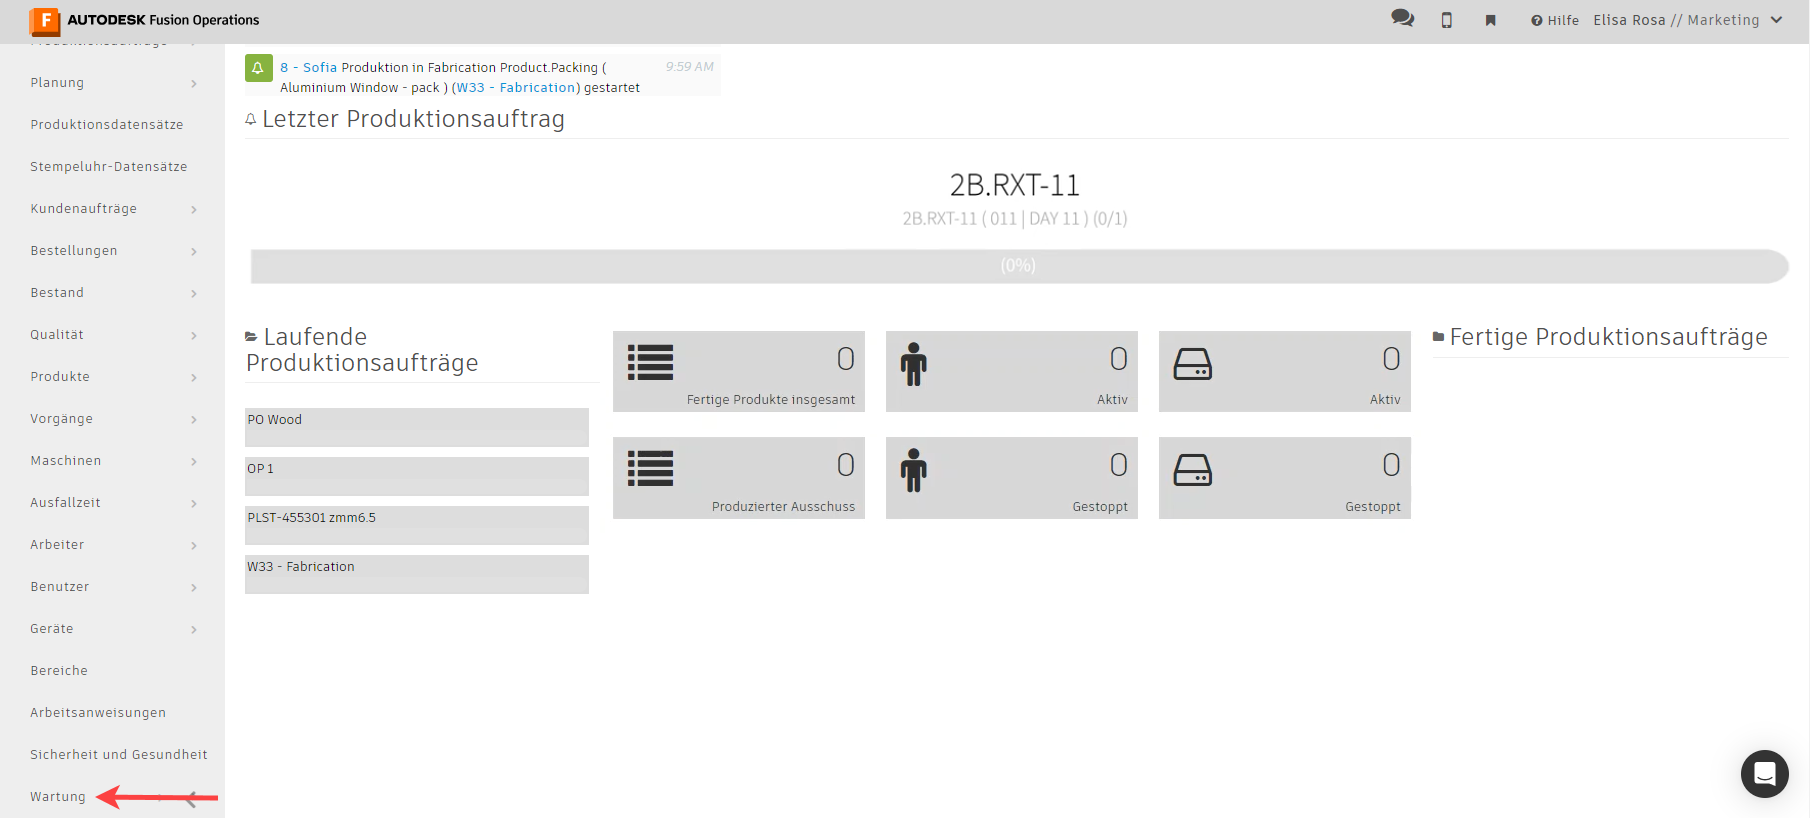 AUTODESK Fusion Operations
Hilfe
Elisa Rosa // Marketing
Produktionsaufträge
Planung
Produktionsdatensätze
Stempeluhr-Datensätze
Kundenaufträge
Bestellungen
Bestand
Qualität
Produkte
Vorgänge
Maschinen
Ausfallzeit
Arbeiter
Benutzer
Geräte
Bereiche
Arbeitsanweisungen
Sicherheit und Gesundheit
Wartung
8 - Sofia Produktion in Fabrication Product.Packing (
Aluminium Window - pack ) (W33 - Fabrication) gestartet
9:59 AM
Letzter Produktionsauftrag
2B.RXT-11
2B.RXT-11 ( 011 | DAY 11 ) (0/1)
(0%)
Laufende
Produktionsaufträge
PO Wood
OP 1
PLST-455301 zmm6.5
W33 - Fabrication
0
Fertige Produkte insgesamt
0
Aktiv
0
Aktiv
0
Produzierter Ausschuss
0
Gestoppt
0
Gestoppt
Fertige Produktionsaufträge